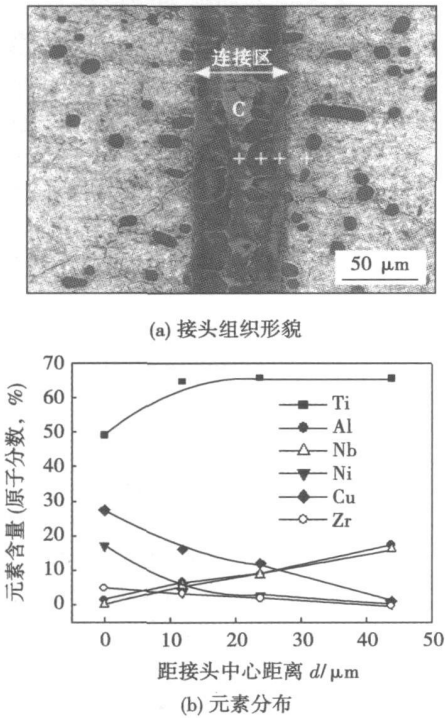 连接区
C
50 μm
(a) 接头组织形貌
元素含量 (原子分数, %)
70
60
50
40
30
20
10
0
Ti
Al
Nb
Ni
Cu
Zr
0 10 20 30 40 50
距接头中心距离 d/μm
(b) 元素分布